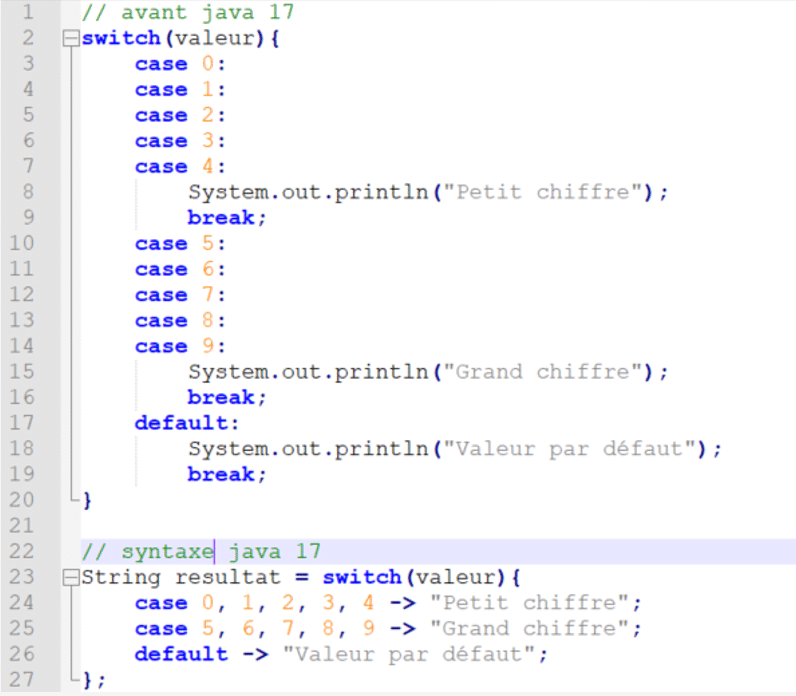 1 // avant java 17
2 switch(valeur){
3 case 0:
4 case 1:
5 case 2:
6 case 3:
7 case 4:
8 System.out.println("Petit chiffre");
9 break;
10 case 5:
11 case 6:
12 case 7:
13 case 8:
14 case 9:
15 System.out.println("Grand chiffre");
16 break;
17 default:
18 System.out.println("Valeur par défaut");
19 break;
20 }
21
22 // syntaxe java 17
23 String resultat = switch(valeur){
24 case 0, 1, 2, 3, 4 -> "Petit chiffre";
25 case 5, 6, 7, 8, 9 -> "Grand chiffre";
26 default -> "Valeur par défaut";
27 };